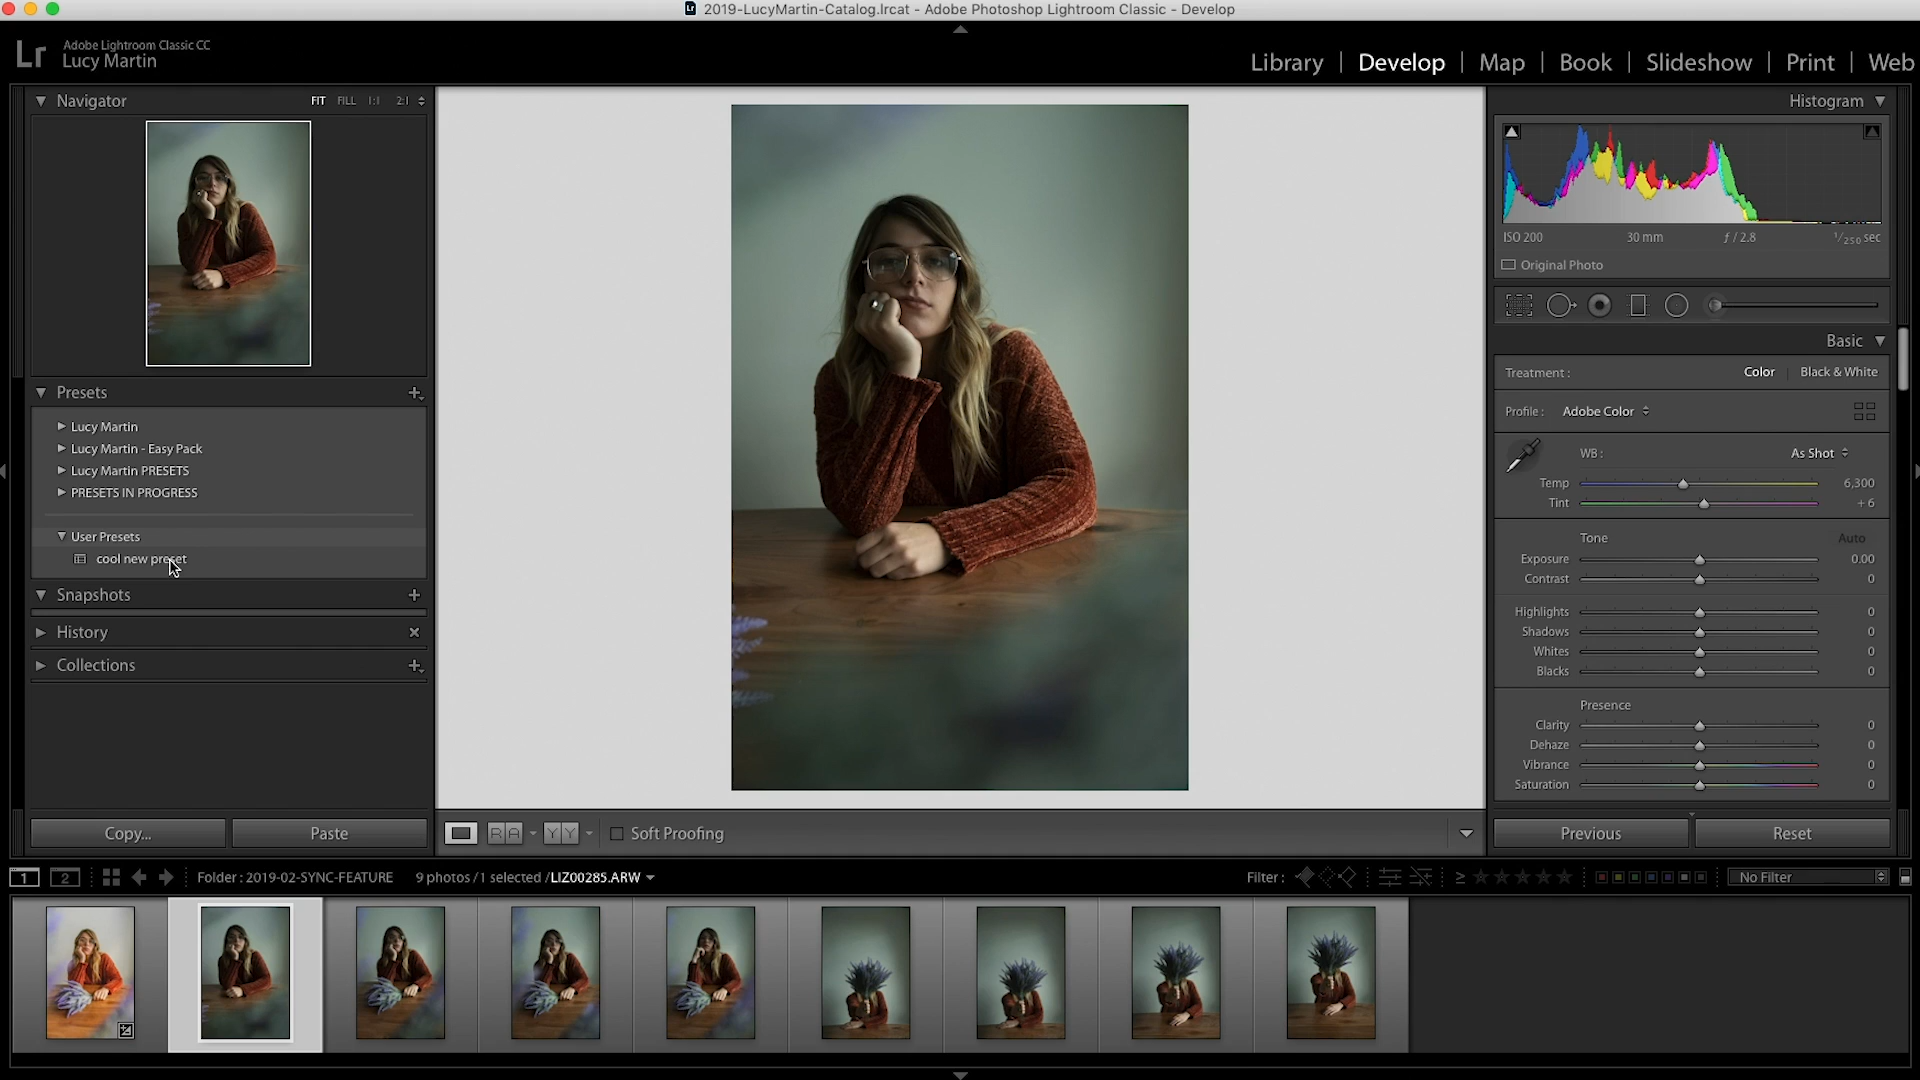 2019-LucyMartin-Catalog.lrcat - Adobe Photoshop Lightroom Classic - Develop
Lr
Adobe Lightroom Classic CC
Lucy Martin
Library | Develop | Map | Book | Slideshow | Print | Web
Navigator
FIT FILL 1:1 2:1
Presets
Lucy Martin
Lucy Martin - Easy Pack
Lucy Martin PRESETS
PRESETS IN PROGRESS
User Presets
cool new preset
Snapshots
History
Collections
Copy...
Paste
R A
Y Y
Soft Proofing
Histogram
ISO 200 30 mm f / 2.8 1/250 sec
Original Photo
Basic
Treatment : Color Black & White
Profile : Adobe Color
WB : As Shot
Temp 6,300
Tint + 6
Tone Auto
Exposure 0.00
Contrast 0
Highlights 0
Shadows 0
Whites 0
Blacks 0
Presence
Clarity 0
Dehaze 0
Vibrance 0
Saturation 0
Previous
Reset
1 2 Folder : 2019-02-SYNC-FEATURE 9 photos / 1 selected / LIZ00285.ARW Filter : ≥ ★★★★★ No Filter